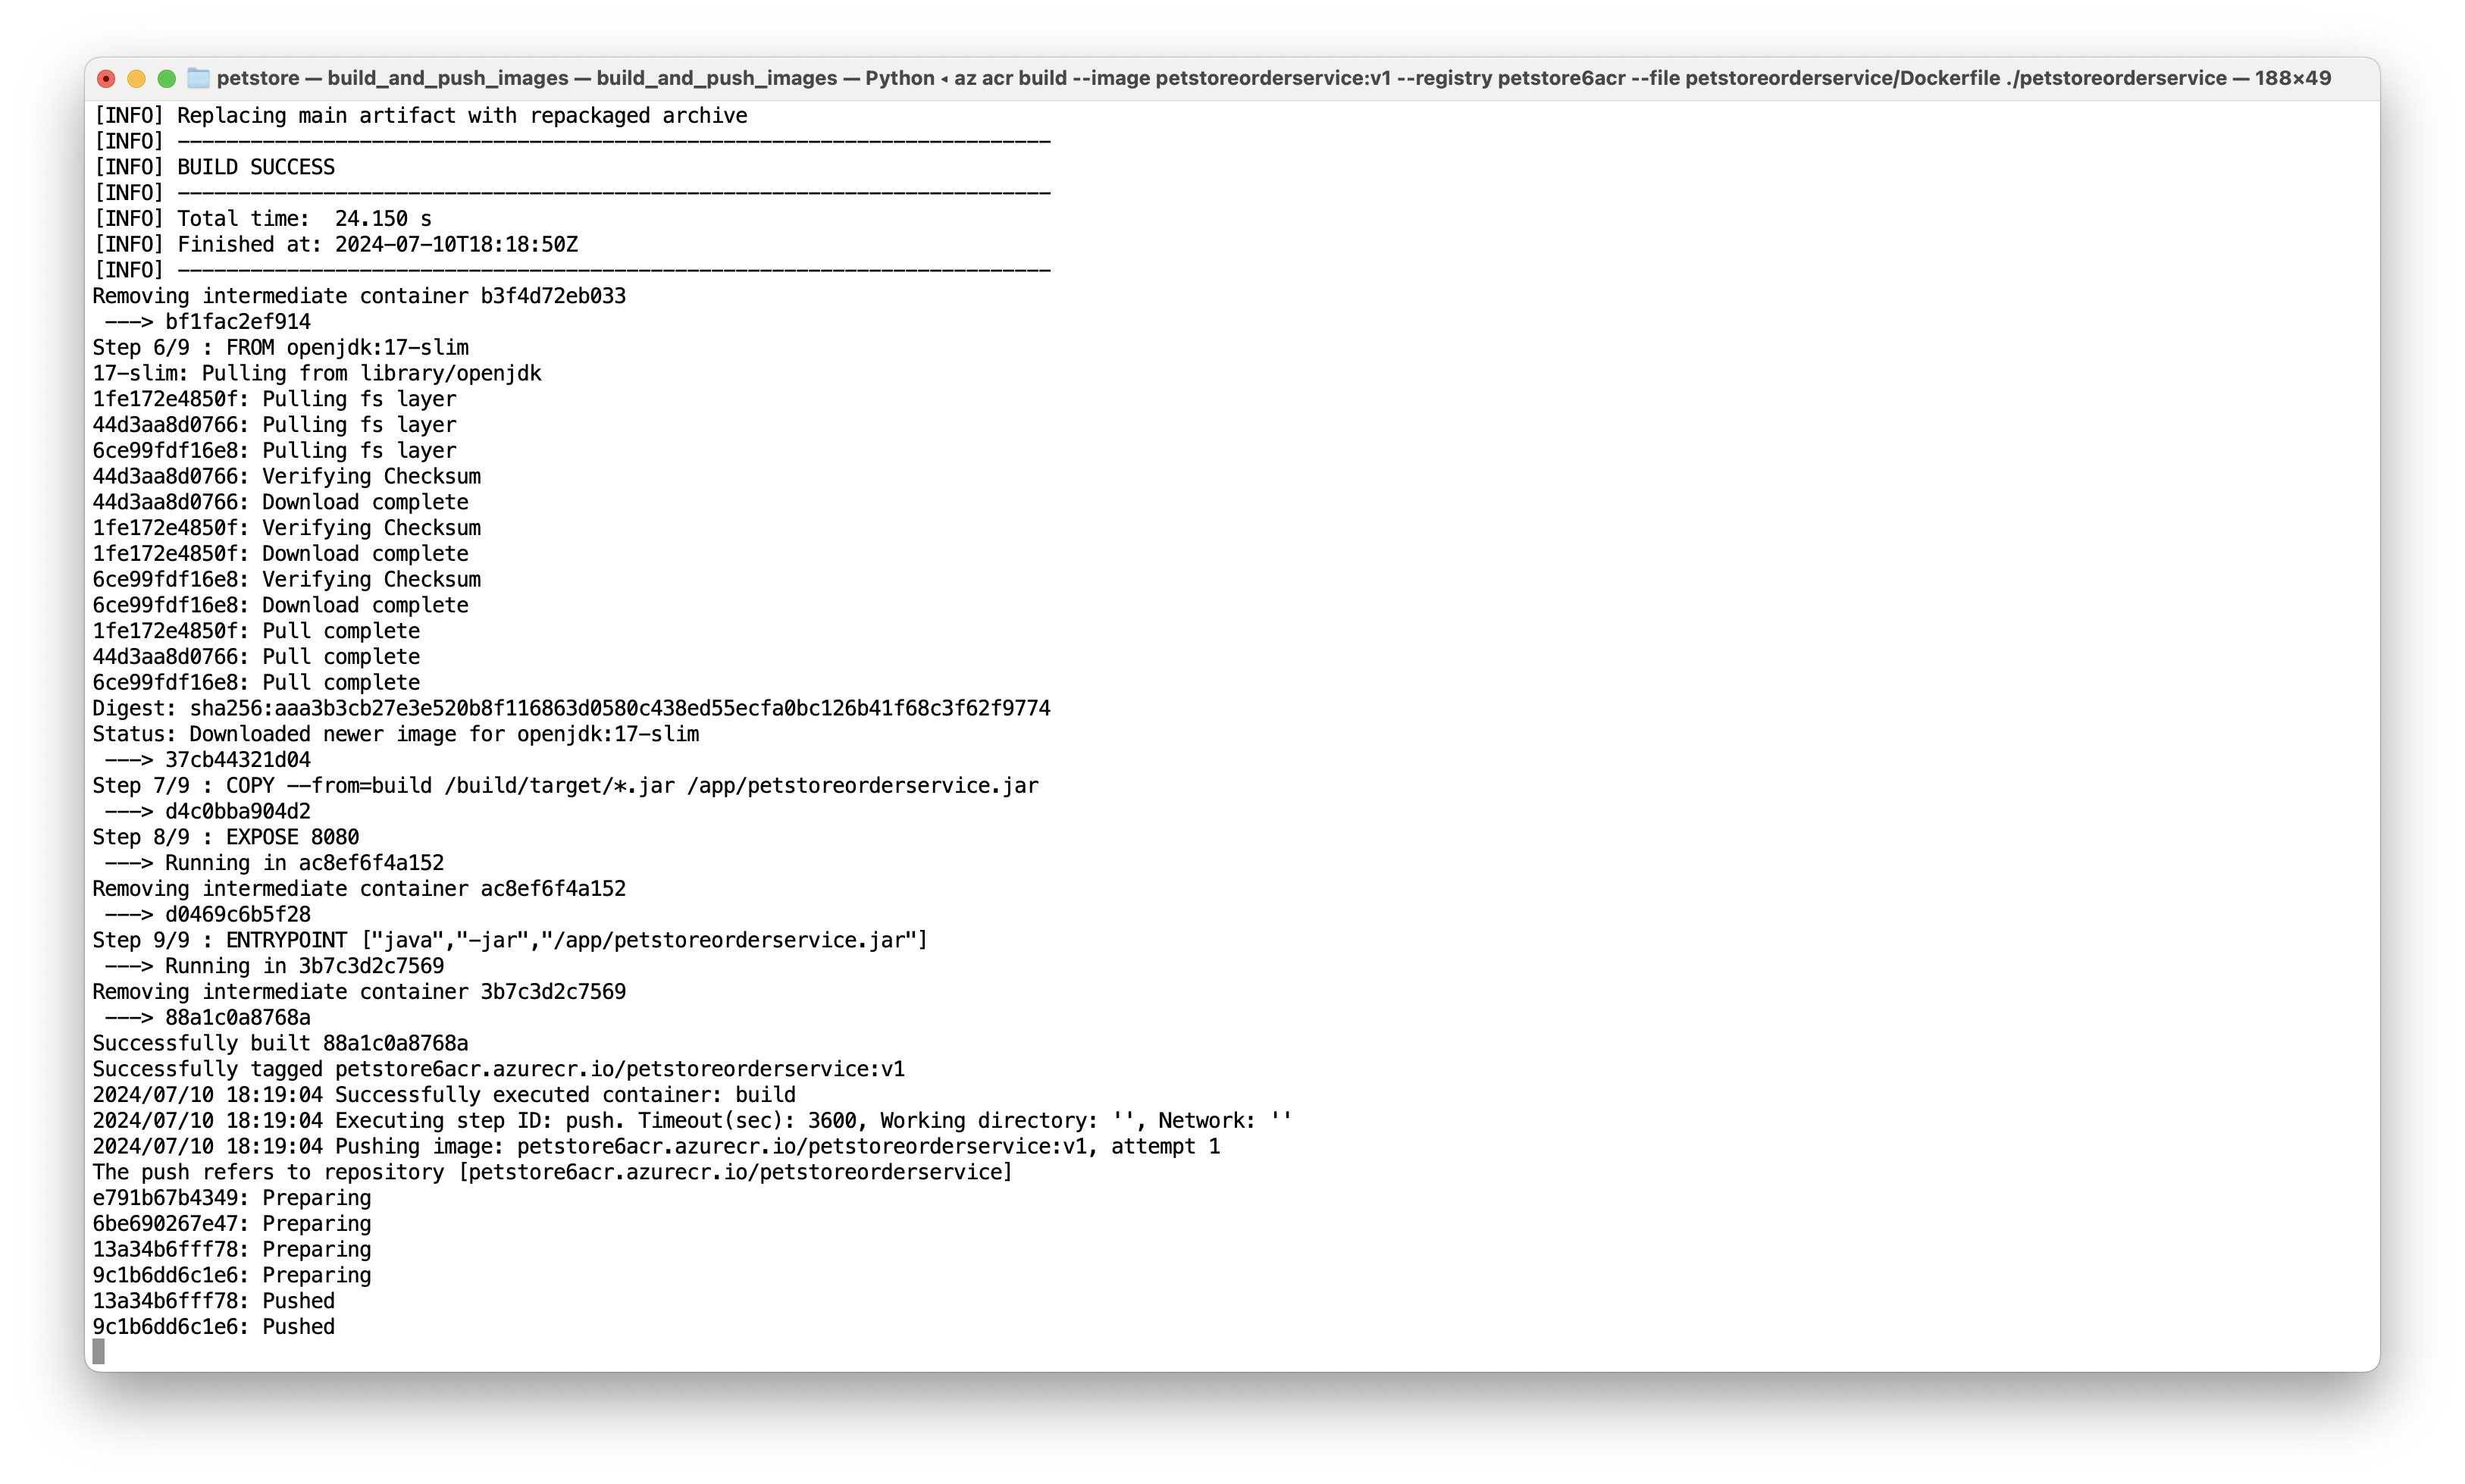 petstore — build_and_push_images — build_and_push_images — Python ◂ az acr build --image petstoreorderservice:v1 --registry petstore6acr --file petstoreorderservice/Dockerfile ./petstoreorderservice — 188×49
[INFO] Replacing main artifact with repackaged archive
[INFO] ------------------------------------------------------------------------
[INFO] BUILD SUCCESS
[INFO] ------------------------------------------------------------------------
[INFO] Total time:  24.150 s
[INFO] Finished at: 2024-07-10T18:18:50Z
[INFO] ------------------------------------------------------------------------
Removing intermediate container b3f4d72eb033
 ---> bf1fac2ef914
Step 6/9 : FROM openjdk:17-slim
17-slim: Pulling from library/openjdk
1fe172e4850f: Pulling fs layer
44d3aa8d0766: Pulling fs layer
6ce99fdf16e8: Pulling fs layer
44d3aa8d0766: Verifying Checksum
44d3aa8d0766: Download complete
1fe172e4850f: Verifying Checksum
1fe172e4850f: Download complete
6ce99fdf16e8: Verifying Checksum
6ce99fdf16e8: Download complete
1fe172e4850f: Pull complete
44d3aa8d0766: Pull complete
6ce99fdf16e8: Pull complete
Digest: sha256:aaa3b3cb27e3e520b8f116863d0580c438ed55ecfa0bc126b41f68c3f62f9774
Status: Downloaded newer image for openjdk:17-slim
 ---> 37cb44321d04
Step 7/9 : COPY --from=build /build/target/*.jar /app/petstoreorderservice.jar
 ---> d4c0bba904d2
Step 8/9 : EXPOSE 8080
 ---> Running in ac8ef6f4a152
Removing intermediate container ac8ef6f4a152
 ---> d0469c6b5f28
Step 9/9 : ENTRYPOINT ["java","-jar","/app/petstoreorderservice.jar"]
 ---> Running in 3b7c3d2c7569
Removing intermediate container 3b7c3d2c7569
 ---> 88a1c0a8768a
Successfully built 88a1c0a8768a
Successfully tagged petstore6acr.azurecr.io/petstoreorderservice:v1
2024/07/10 18:19:04 Successfully executed container: build
2024/07/10 18:19:04 Executing step ID: push. Timeout(sec): 3600, Working directory: '', Network: ''
2024/07/10 18:19:04 Pushing image: petstore6acr.azurecr.io/petstoreorderservice:v1, attempt 1
The push refers to repository [petstore6acr.azurecr.io/petstoreorderservice]
e791b67b4349: Preparing
6be690267e47: Preparing
13a34b6fff78: Preparing
9c1b6dd6c1e6: Preparing
13a34b6fff78: Pushed
9c1b6dd6c1e6: Pushed